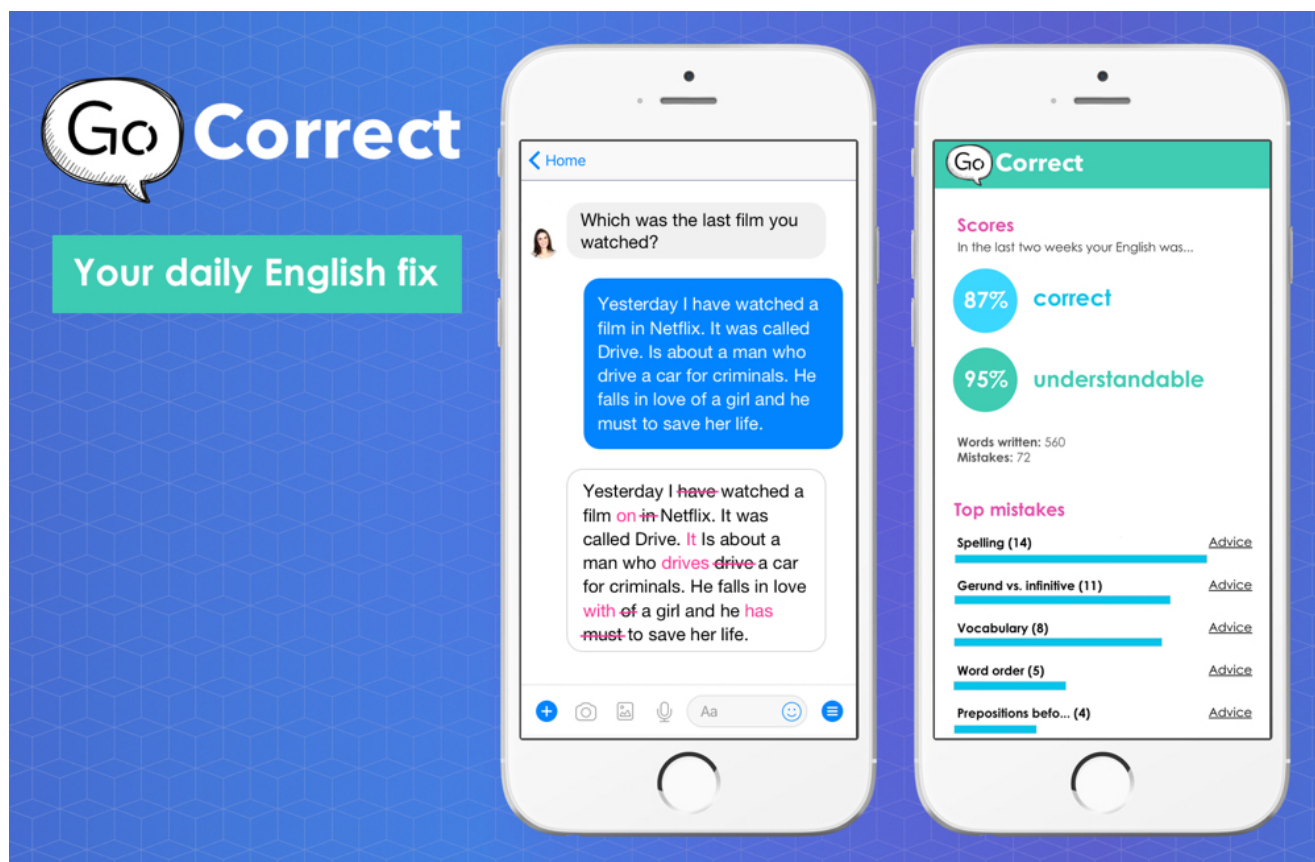 Go Correct
Your daily English fix
Home
Which was the last film you
watched?
Yesterday I have watched a
film in Netflix. It was called
Drive. Is about a man who
drive a car for criminals. He
falls in love of a girl and he
must to save her life.
Yesterday I have watched a
film on in Netflix. It was
called Drive. It Is about a
man who drives drive a car
for criminals. He falls in love
with of a girl and he has
must to save her life.
Aa
Go Correct
Scores
In the last two weeks your English was...
87% correct
95% understandable
Words written: 560
Mistakes: 72
Top mistakes
Spelling (14) Advice
Gerund vs. infinitive (11) Advice
Vocabulary (8) Advice
Word order (5) Advice
Prepositions befo... (4) Advice